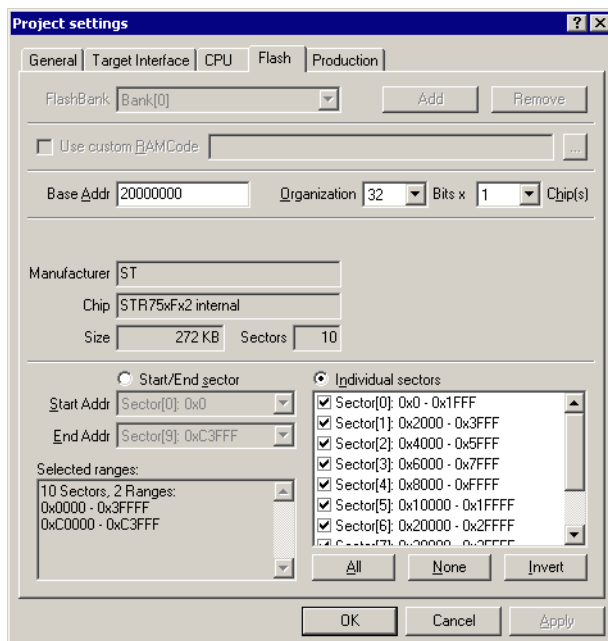 Project settings
General Target Interface CPU Flash Production
FlashBank Bank[0] Add Remove
Use custom RAMCode ...
Base Addr 20000000 Organization 32 Bits x 1 Chip(s)
Manufacturer ST
Chip STR75xFx2 internal
Size 272 KB Sectors 10
Start/End sector
Start Addr Sector[0]: 0x0
End Addr Sector[9]: 0xC3FFF
Selected ranges:
10 Sectors, 2 Ranges:
0x0000 - 0x3FFFF
0xC0000 - 0xC3FFF
Individual sectors
Sector[0]: 0x0 - 0x1FFF
Sector[1]: 0x2000 - 0x3FFF
Sector[2]: 0x4000 - 0x5FFF
Sector[3]: 0x6000 - 0x7FFF
Sector[4]: 0x8000 - 0xFFFF
Sector[5]: 0x10000 - 0x1FFFF
Sector[6]: 0x20000 - 0x2FFFF
All None Invert
OK Cancel Apply